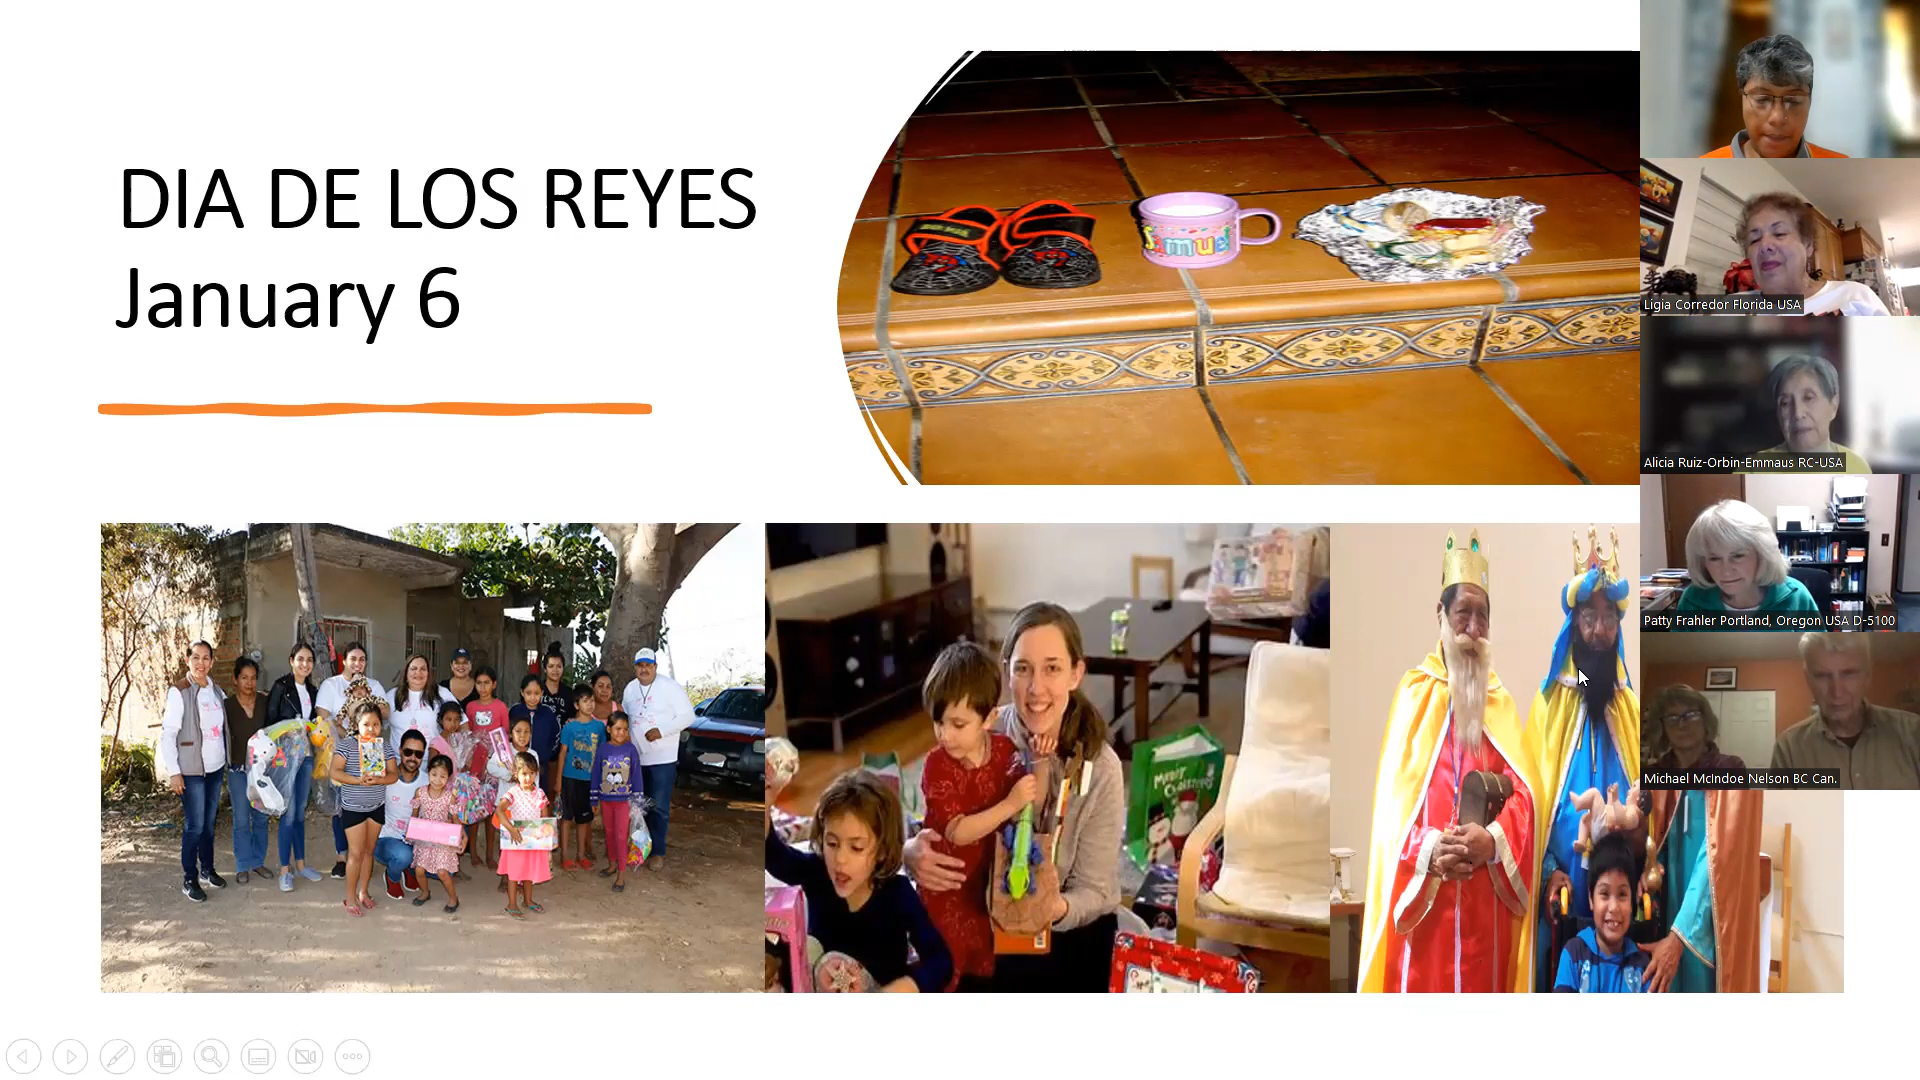 DIA DE LOS REYES
January 6
Samuel
Merry
Christmas
Ligia Corredor Florida USA
Alicia Ruiz-Orbin-Emmaus RC-USA
Patty Frahler Portland, Oregon USA D-5100
Michael McIndoe Nelson BC Can.